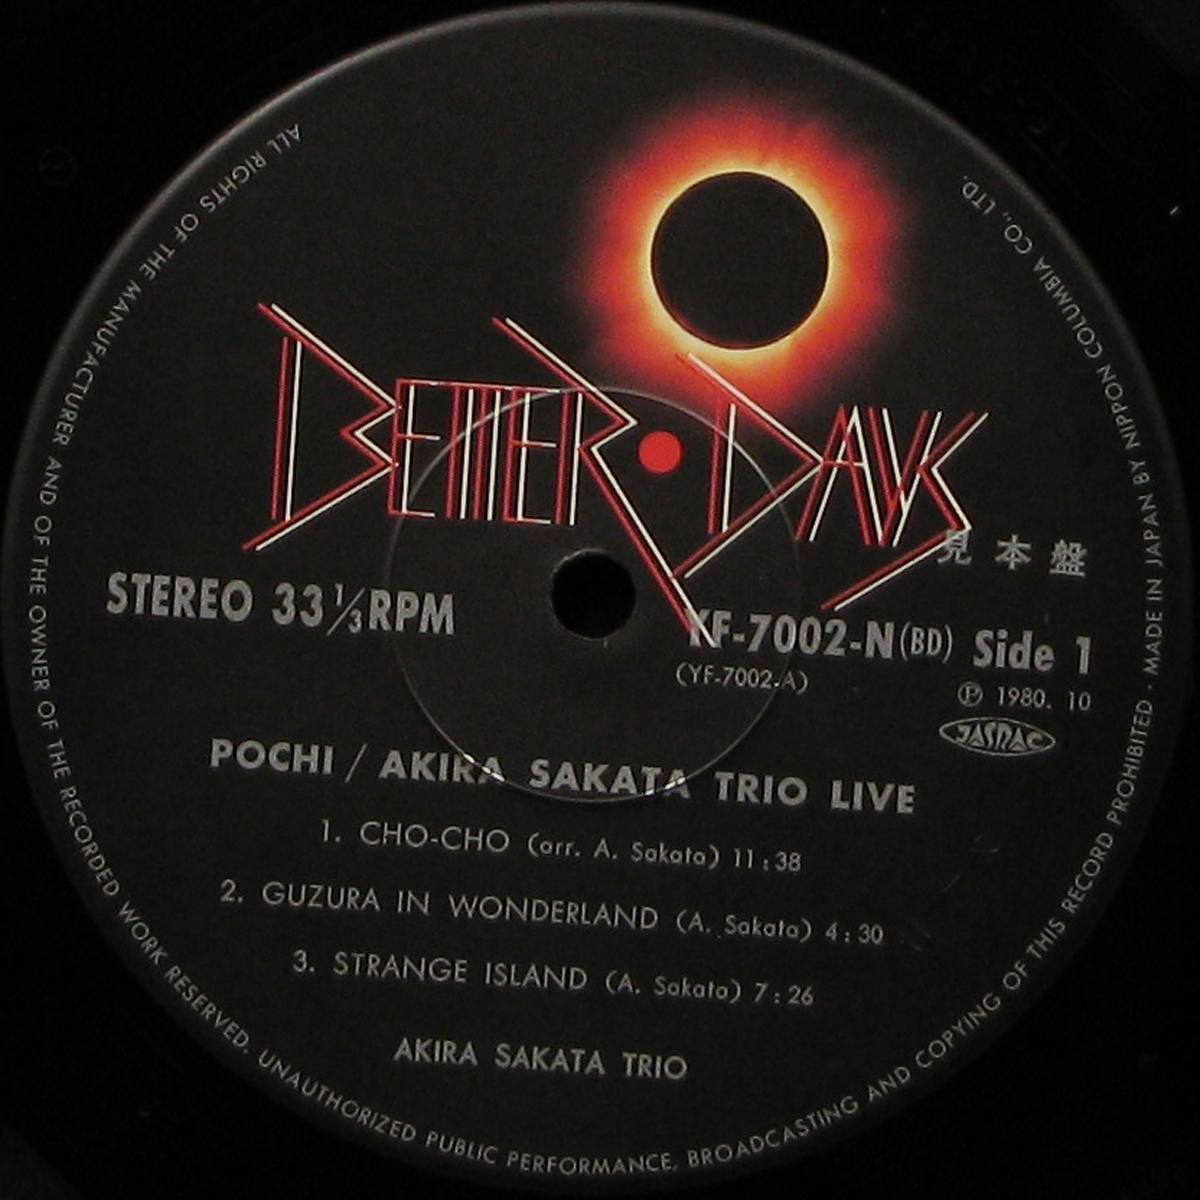 BETTER • DAYS
見本盤
STEREO 33 1/3 RPM
YF-7002-N (BD) Side 1
(YF-7002-A)
Ⓟ 1980. 10
JASRAC
POCHI / AKIRA SAKATA TRIO LIVE
1. CHO-CHO (arr. A. Sakata) 11:38
2. GUZURA IN WONDERLAND (A. Sakata) 4:30
3. STRANGE ISLAND (A. Sakata) 7:26
AKIRA SAKATA TRIO
ALL RIGHTS OF THE MANUFACTURER AND OF THE OWNER OF THE RECORDED WORK RESERVED. UNAUTHORIZED PUBLIC PERFORMANCE, BROADCASTING AND COPYING OF THIS RECORD PROHIBITED · MADE IN JAPAN BY NIPPON COLUMBIA CO., LTD.